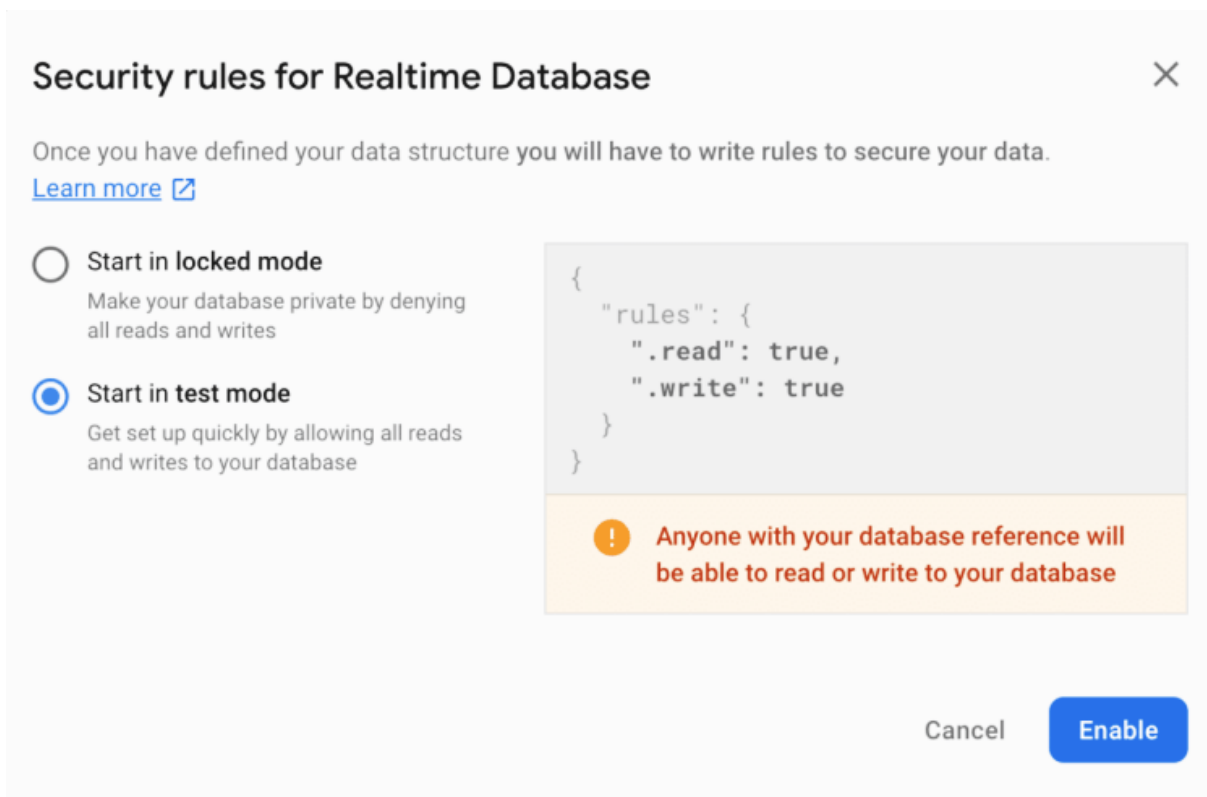 Security rules for Realtime Database
Once you have defined your data structure you will have to write rules to secure your data.
Learn more
Start in locked mode
Make your database private by denying
all reads and writes
Start in test mode
Get set up quickly by allowing all reads
and writes to your database
{
"rules": {
".read": true,
".write": true
}
}
Anyone with your database reference will
be able to read or write to your database
Cancel
Enable